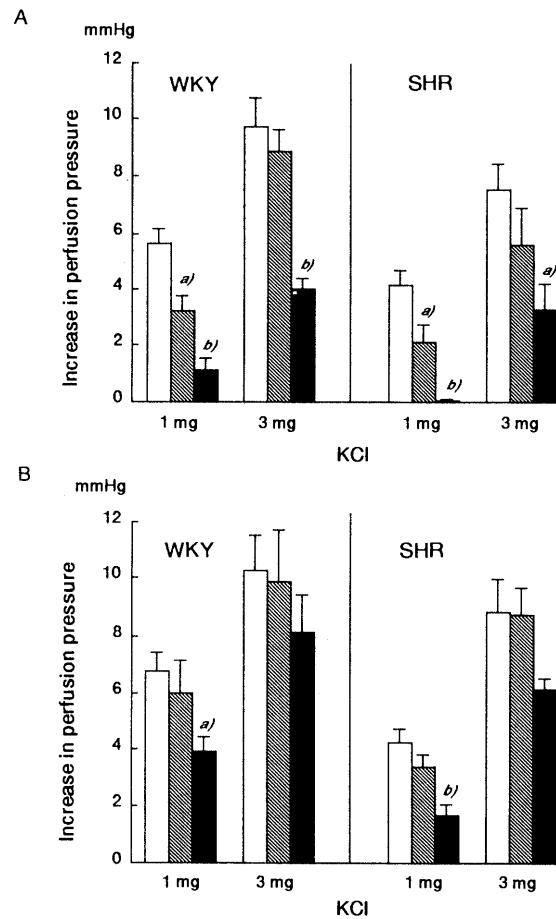 A
mmHg
Increase in perfusion pressure
12
10
8
6
4
2
0
WKY
SHR
a)
b)
b)
a)
b)
a)
1 mg
3 mg
1 mg
3 mg
KCl
B
mmHg
Increase in perfusion pressure
12
10
8
6
4
2
0
WKY
SHR
a)
b)
1 mg
3 mg
1 mg
3 mg
KCl